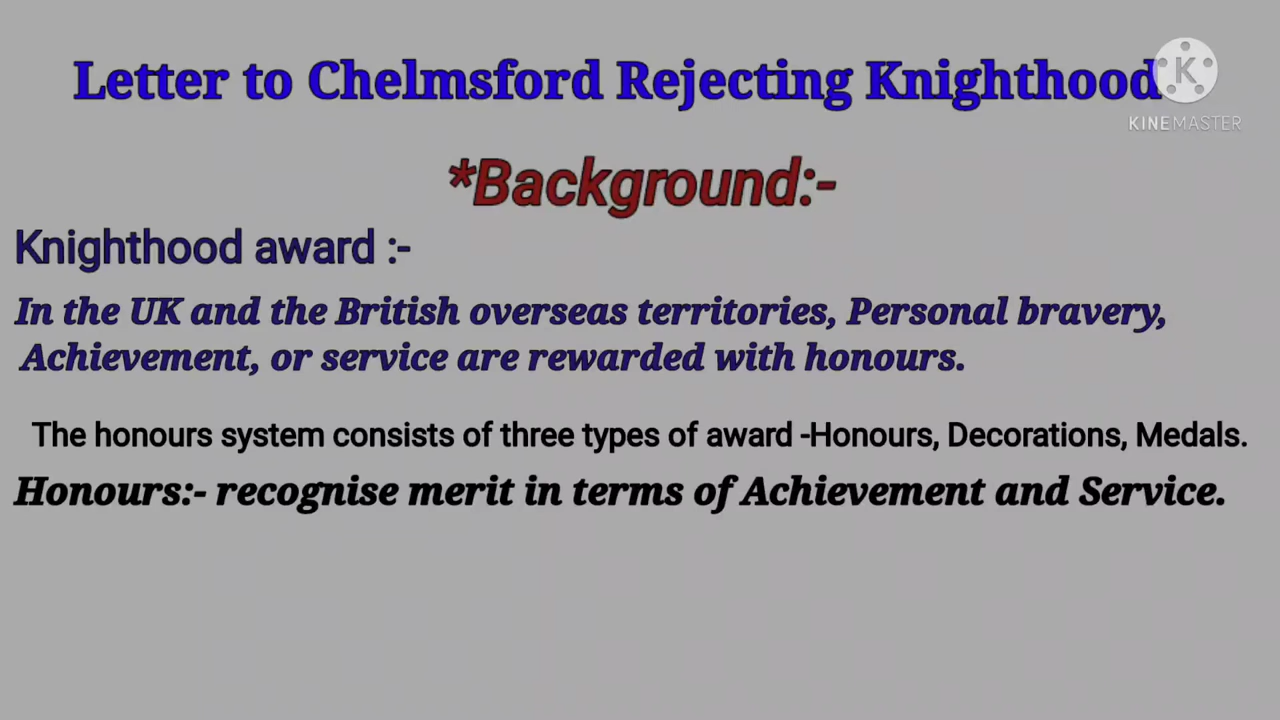 Letter to Chelmsford Rejecting Knighthood
K
KINEMASTER
*Background:-
Knighthood award :-
In the UK and the British overseas territories, Personal bravery,
Achievement, or service are rewarded with honours.
The honours system consists of three types of award -Honours, Decorations, Medals.
Honours:- recognise merit in terms of Achievement and Service.